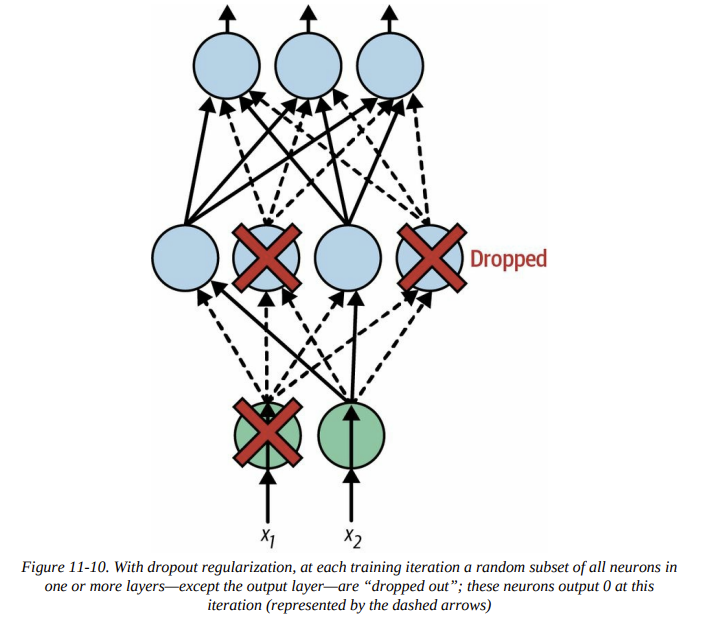 Dropped
x1
x2
Figure 11-10. With dropout regularization, at each training iteration a random subset of all neurons in
one or more layers—except the output layer—are “dropped out”; these neurons output 0 at this
iteration (represented by the dashed arrows)